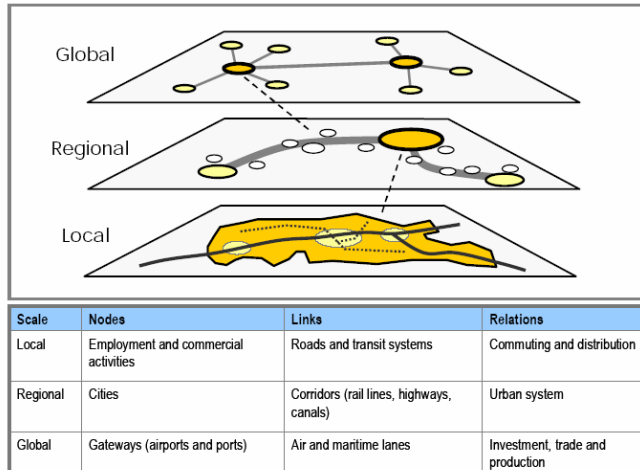 Global
Regional
Local
Scale Nodes Links Relations
Local Employment and commercial activities Roads and transit systems Commuting and distribution
Regional Cities Corridors (rail lines, highways, canals) Urban system
Global Gateways (airports and ports) Air and maritime lanes Investment, trade and production